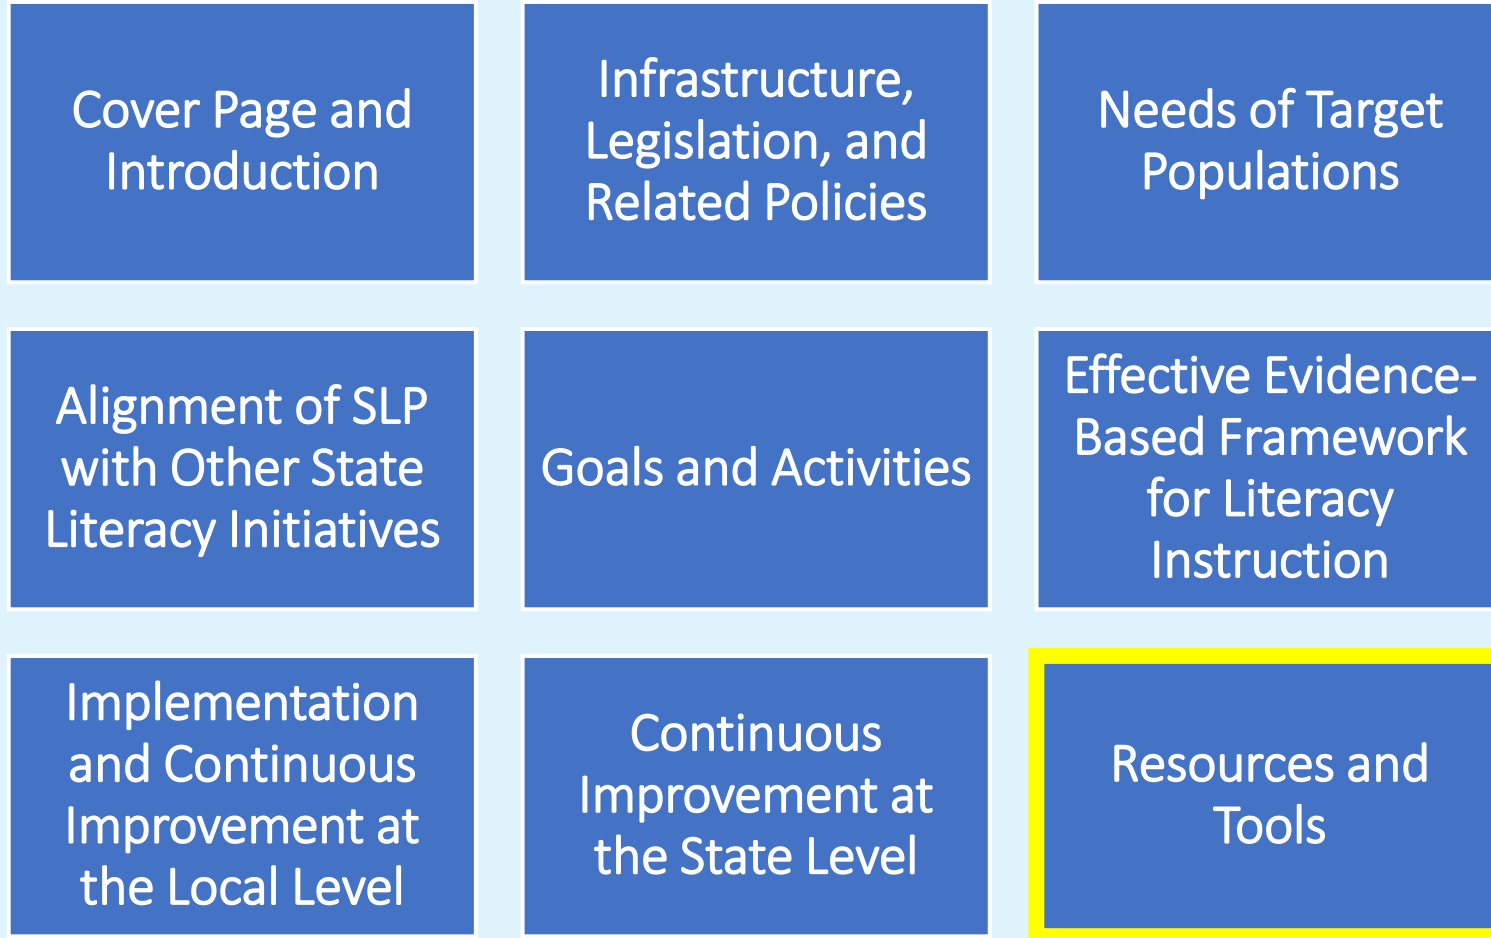 Cover Page and
Introduction
Infrastructure,
Legislation, and
Related Policies
Needs of Target
Populations
Alignment of SLP
with Other State
Literacy Initiatives
Goals and Activities
Effective Evidence-
Based Framework
for Literacy
Instruction
Implementation
and Continuous
Improvement at
the Local Level
Continuous
Improvement at
the State Level
Resources and
Tools